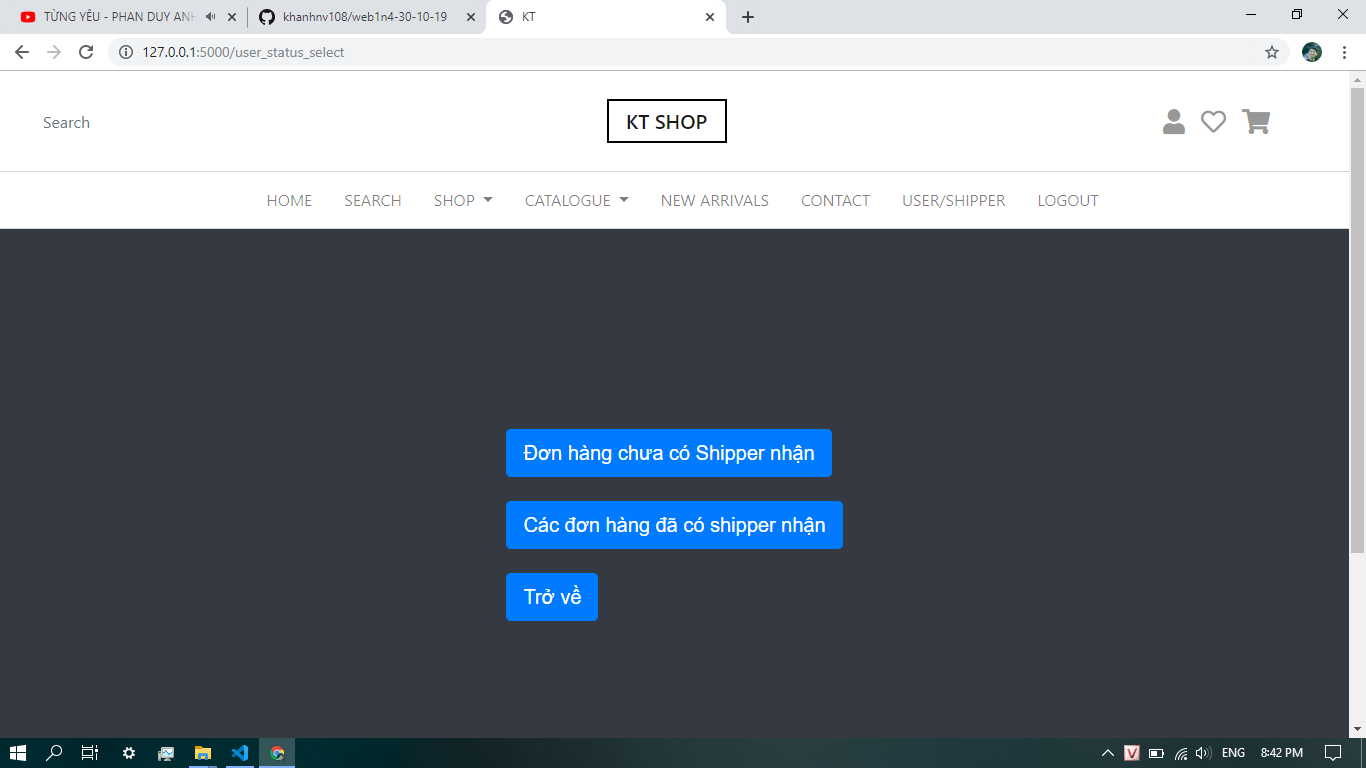 TỪNG YÊU - PHAN DUY ANH
khanhnv108/web1n4-30-10-19
KT
127.0.0.1:5000/user_status_select
Search
KT SHOP
HOME SEARCH SHOP CATALOGUE NEW ARRIVALS CONTACT USER/SHIPPER LOGOUT
Đơn hàng chưa có Shipper nhận
Các đơn hàng đã có shipper nhận
Trở về
V ENG 8:42 PM